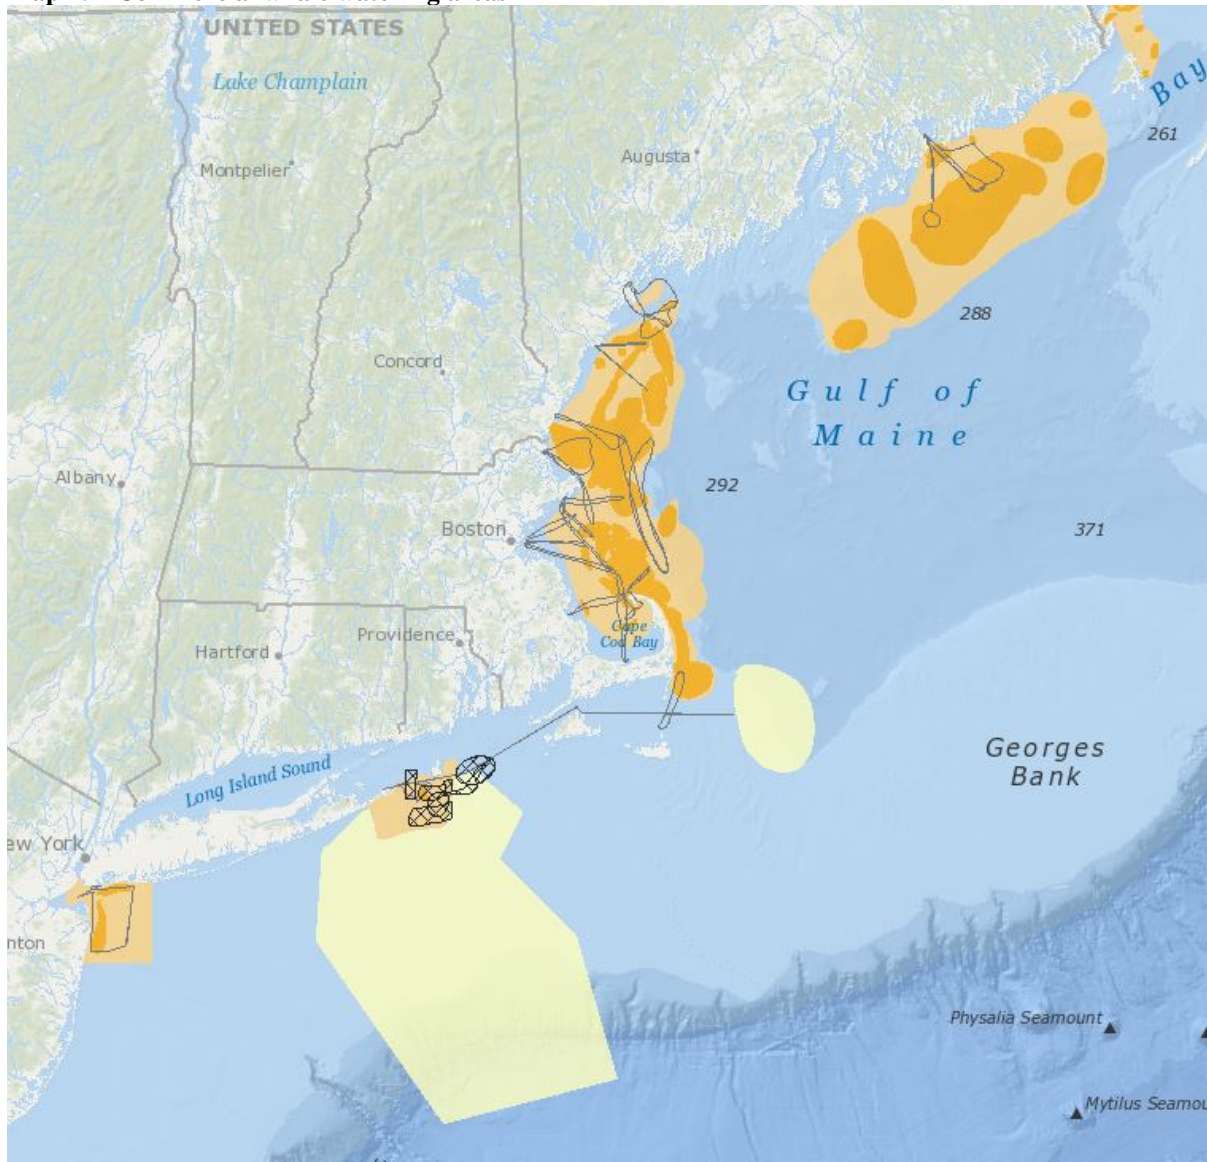 UNITED STATES
Lake Champlain
Bay
261
Augusta
Montpelier
288
Concord
Gulf of
Maine
Albany
292
Boston
371
Cape
Cod Bay
Providence
Hartford
Georges
Bank
Long Island Sound
ew York
nton
Physalia Seamount
Mytilus Seamou